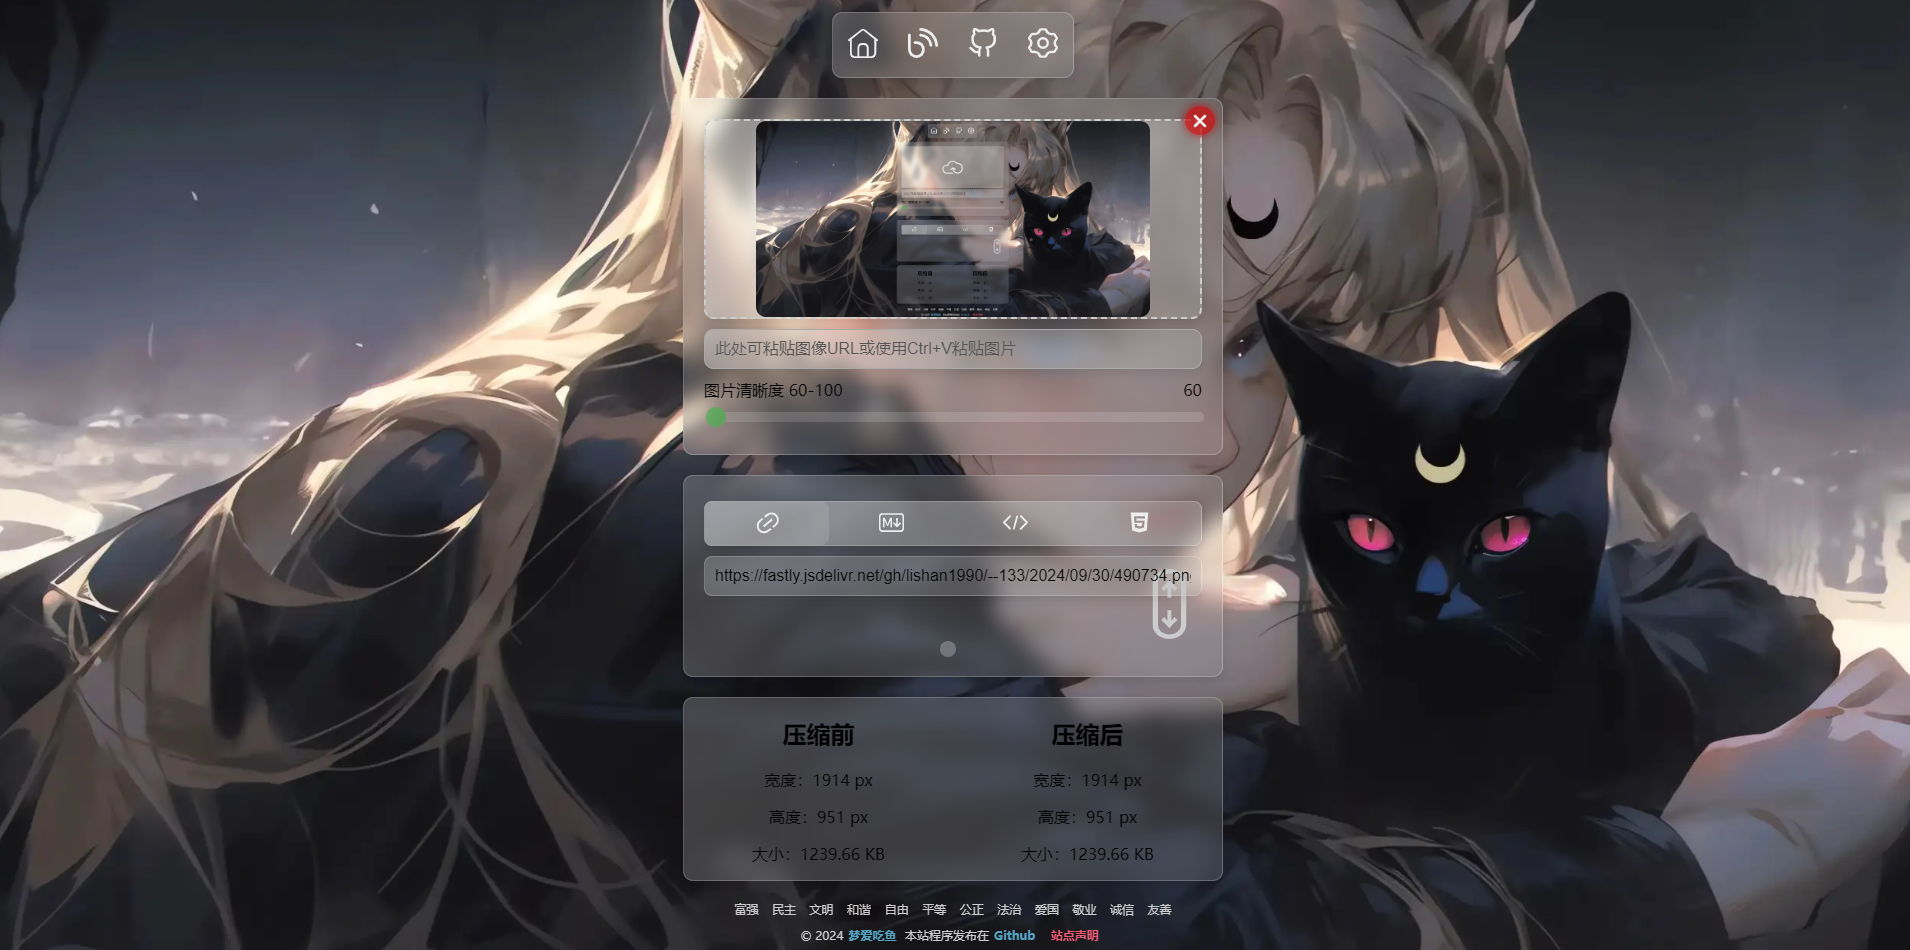 此处可粘贴图像URL或使用Ctrl+V粘贴图片
图片清晰度 60-100 60
https://fastly.jsdelivr.net/gh/lishan1990/--133/2024/09/30/490734.png
压缩前 压缩后
宽度：1914 px 宽度：1914 px
高度：951 px 高度：951 px
大小：1239.66 KB 大小：1239.66 KB
富强 民主 文明 和谐 自由 平等 公正 法治 爱国 敬业 诚信 友善
© 2024 梦爱吃鱼 本站程序发布在 Github 站点声明